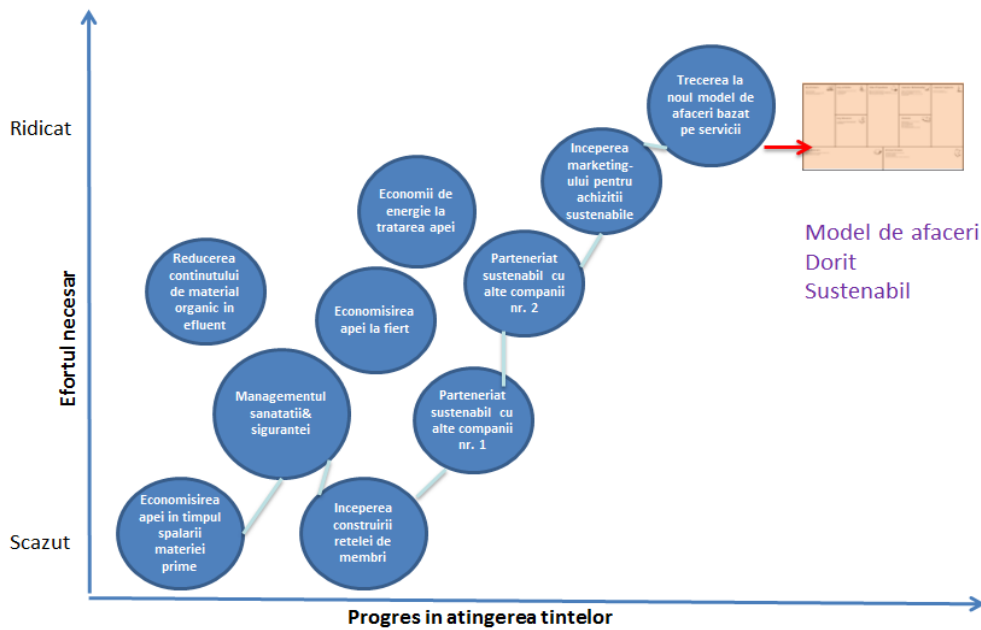 Ridicat
Efortul necesar
Scazut
Trecerea la
noul model de
afaceri bazat
pe servicii
Inceperea
marketing-
ului pentru
achizitii
sustenabile
Economii de
energie la
tratarea apei
Reducerea
continutului
de material
organic in
efluent
Economisirea
apei la fiert
Parteneriat
sustenabil cu
alte companii
nr. 2
Managementul
sanatatii&
sigurantei
Parteneriat
sustenabil cu
alte companii
nr. 1
Economisirea
apei in timpul
spalarii
materiei
prime
Inceperea
construirii
retelei de
membri
Model de afaceri
Dorit
Sustenabil
Progres in atingerea tintelor